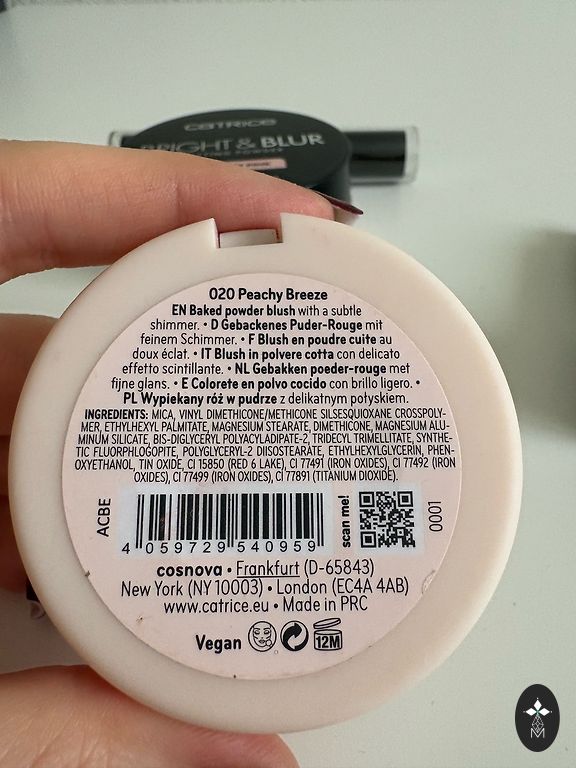 CATRICE
BRIGHT & BLUR
020 Peachy Breeze
EN Baked powder blush with a subtle
shimmer. • D Gebackenes Puder-Rouge mit
feinem Schimmer. • F Blush en poudre cuite au
doux éclat. • IT Blush in polvere cotta con delicato
effetto scintillante. • NL Gebakken poeder-rouge met
fijne glans. • E Colorete en polvo cocido con brillo ligero. •
PL Wypiekany róż w pudrze z delikatnym połyskiem.
INGREDIENTS: MICA, VINYL DIMETHICONE/METHICONE SILSESQUIOXANE CROSSPOLY-
MER, ETHYLHEXYL PALMITATE, MAGNESIUM STEARATE, DIMETHICONE, MAGNESIUM ALU-
MINUM SILICATE, BIS-DIGLYCERYL POLYACYLADIPATE-2, TRIDECYL TRIMELLITATE, SYNTHE-
TIC FLUORPHLOGOPITE, POLYGLYCERYL-2 DIISOSTEARATE, ETHYLHEXYLGLYCERIN, PHEN-
OXYETHANOL, TIN OXIDE, CI 15850 (RED 6 LAKE), CI 77491 (IRON OXIDES), CI 77492 (IRON
OXIDES), CI 77499 (IRON OXIDES), CI 77891 (TITANIUM DIOXIDE).
ACBE
4 059729 540959
scan me!
0001
cosnova • Frankfurt (D-65843)
New York (NY 10003) • London (EC4A 4AB)
www.catrice.eu • Made in PRC
Vegan 12M
M